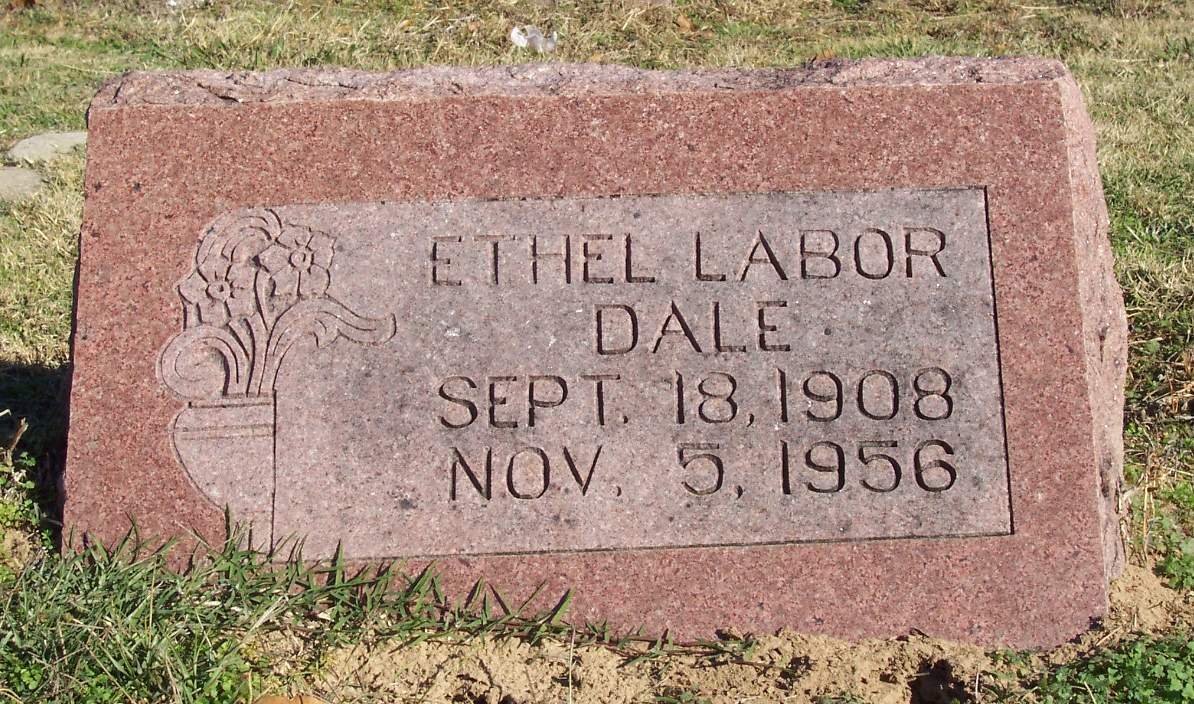 ETHEL LABOR
DALE
SEPT. 18, 1908
NOV. 5, 1956